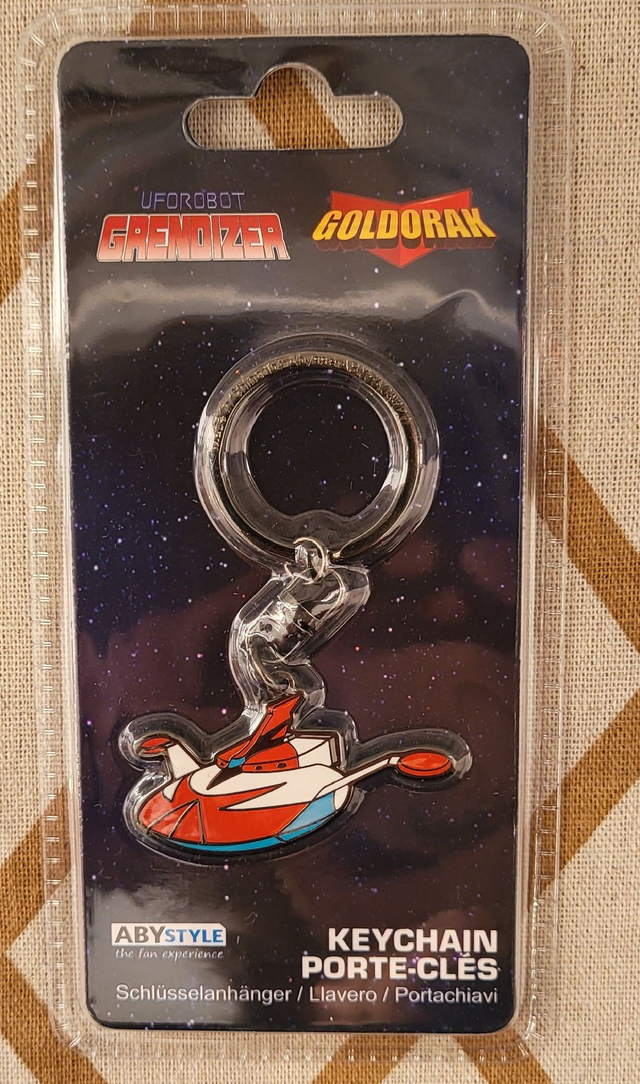 UFOROBOT
GRENDIZER
GOLDORAK
ABYSTYLE
the fan experience
KEYCHAIN
PORTE-CLÉS
Schlüsselanhänger / Llavero / Portachiavi